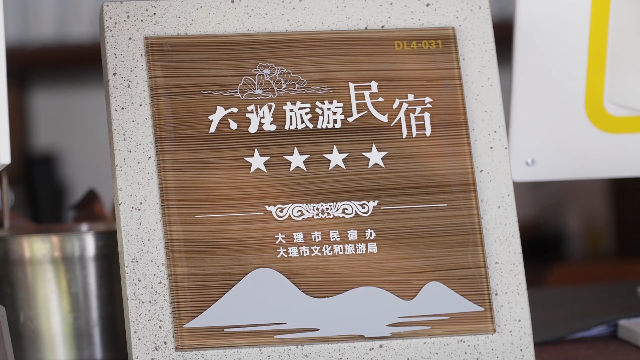 DL4-031
大理旅游民宿
大理市民宿办
大理市文化和旅游局